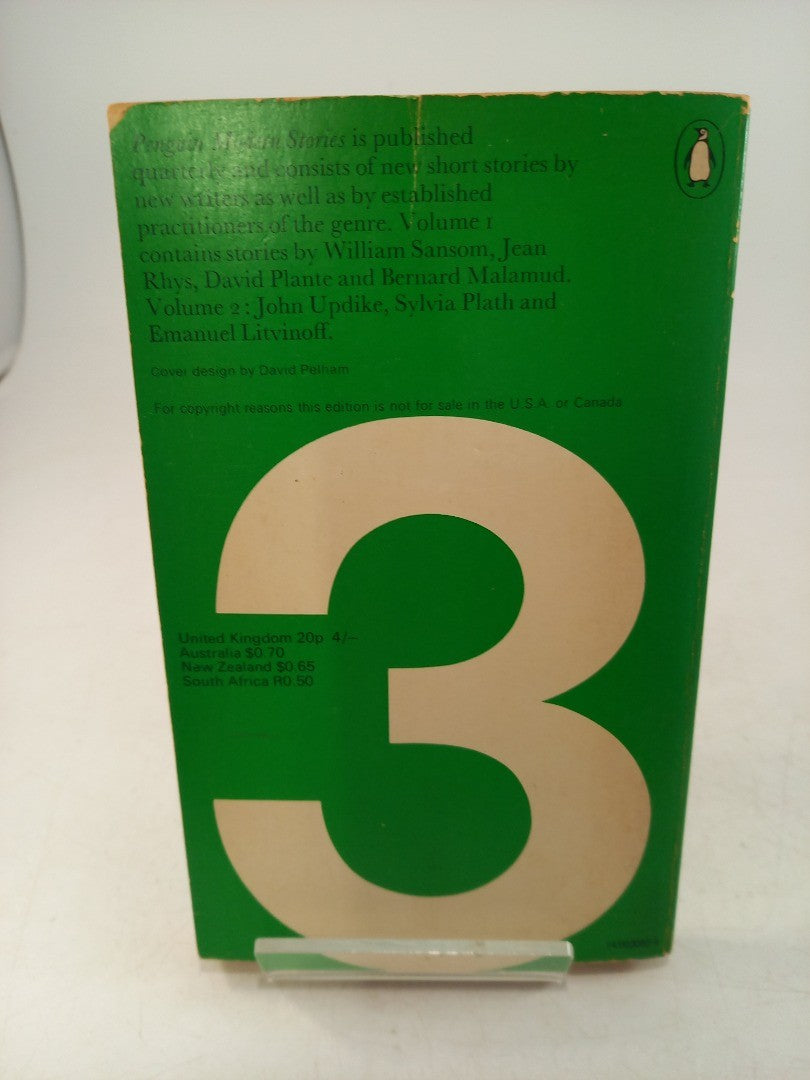 Penguin Modern Stories is published
quarterly and consists of new short stories by
new writers as well as by established
practitioners of the genre. Volume 1
contains stories by William Sansom, Jean
Rhys, David Plante and Bernard Malamud.
Volume 2: John Updike, Sylvia Plath and
Emanuel Litvinoff.
Cover design by David Pelham
For copyright reasons this edition is not for sale in the U.S.A. or Canada
3
United Kingdom 20p 4/-
Australia $0.70
New Zealand $0.65
South Africa R0.50